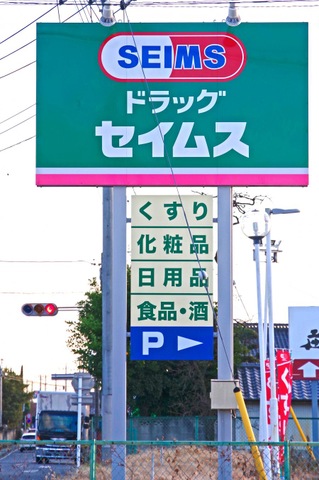 SEIMS
ドラッグ
セイムス
くすり
化粧品
日用品
食品・酒
P